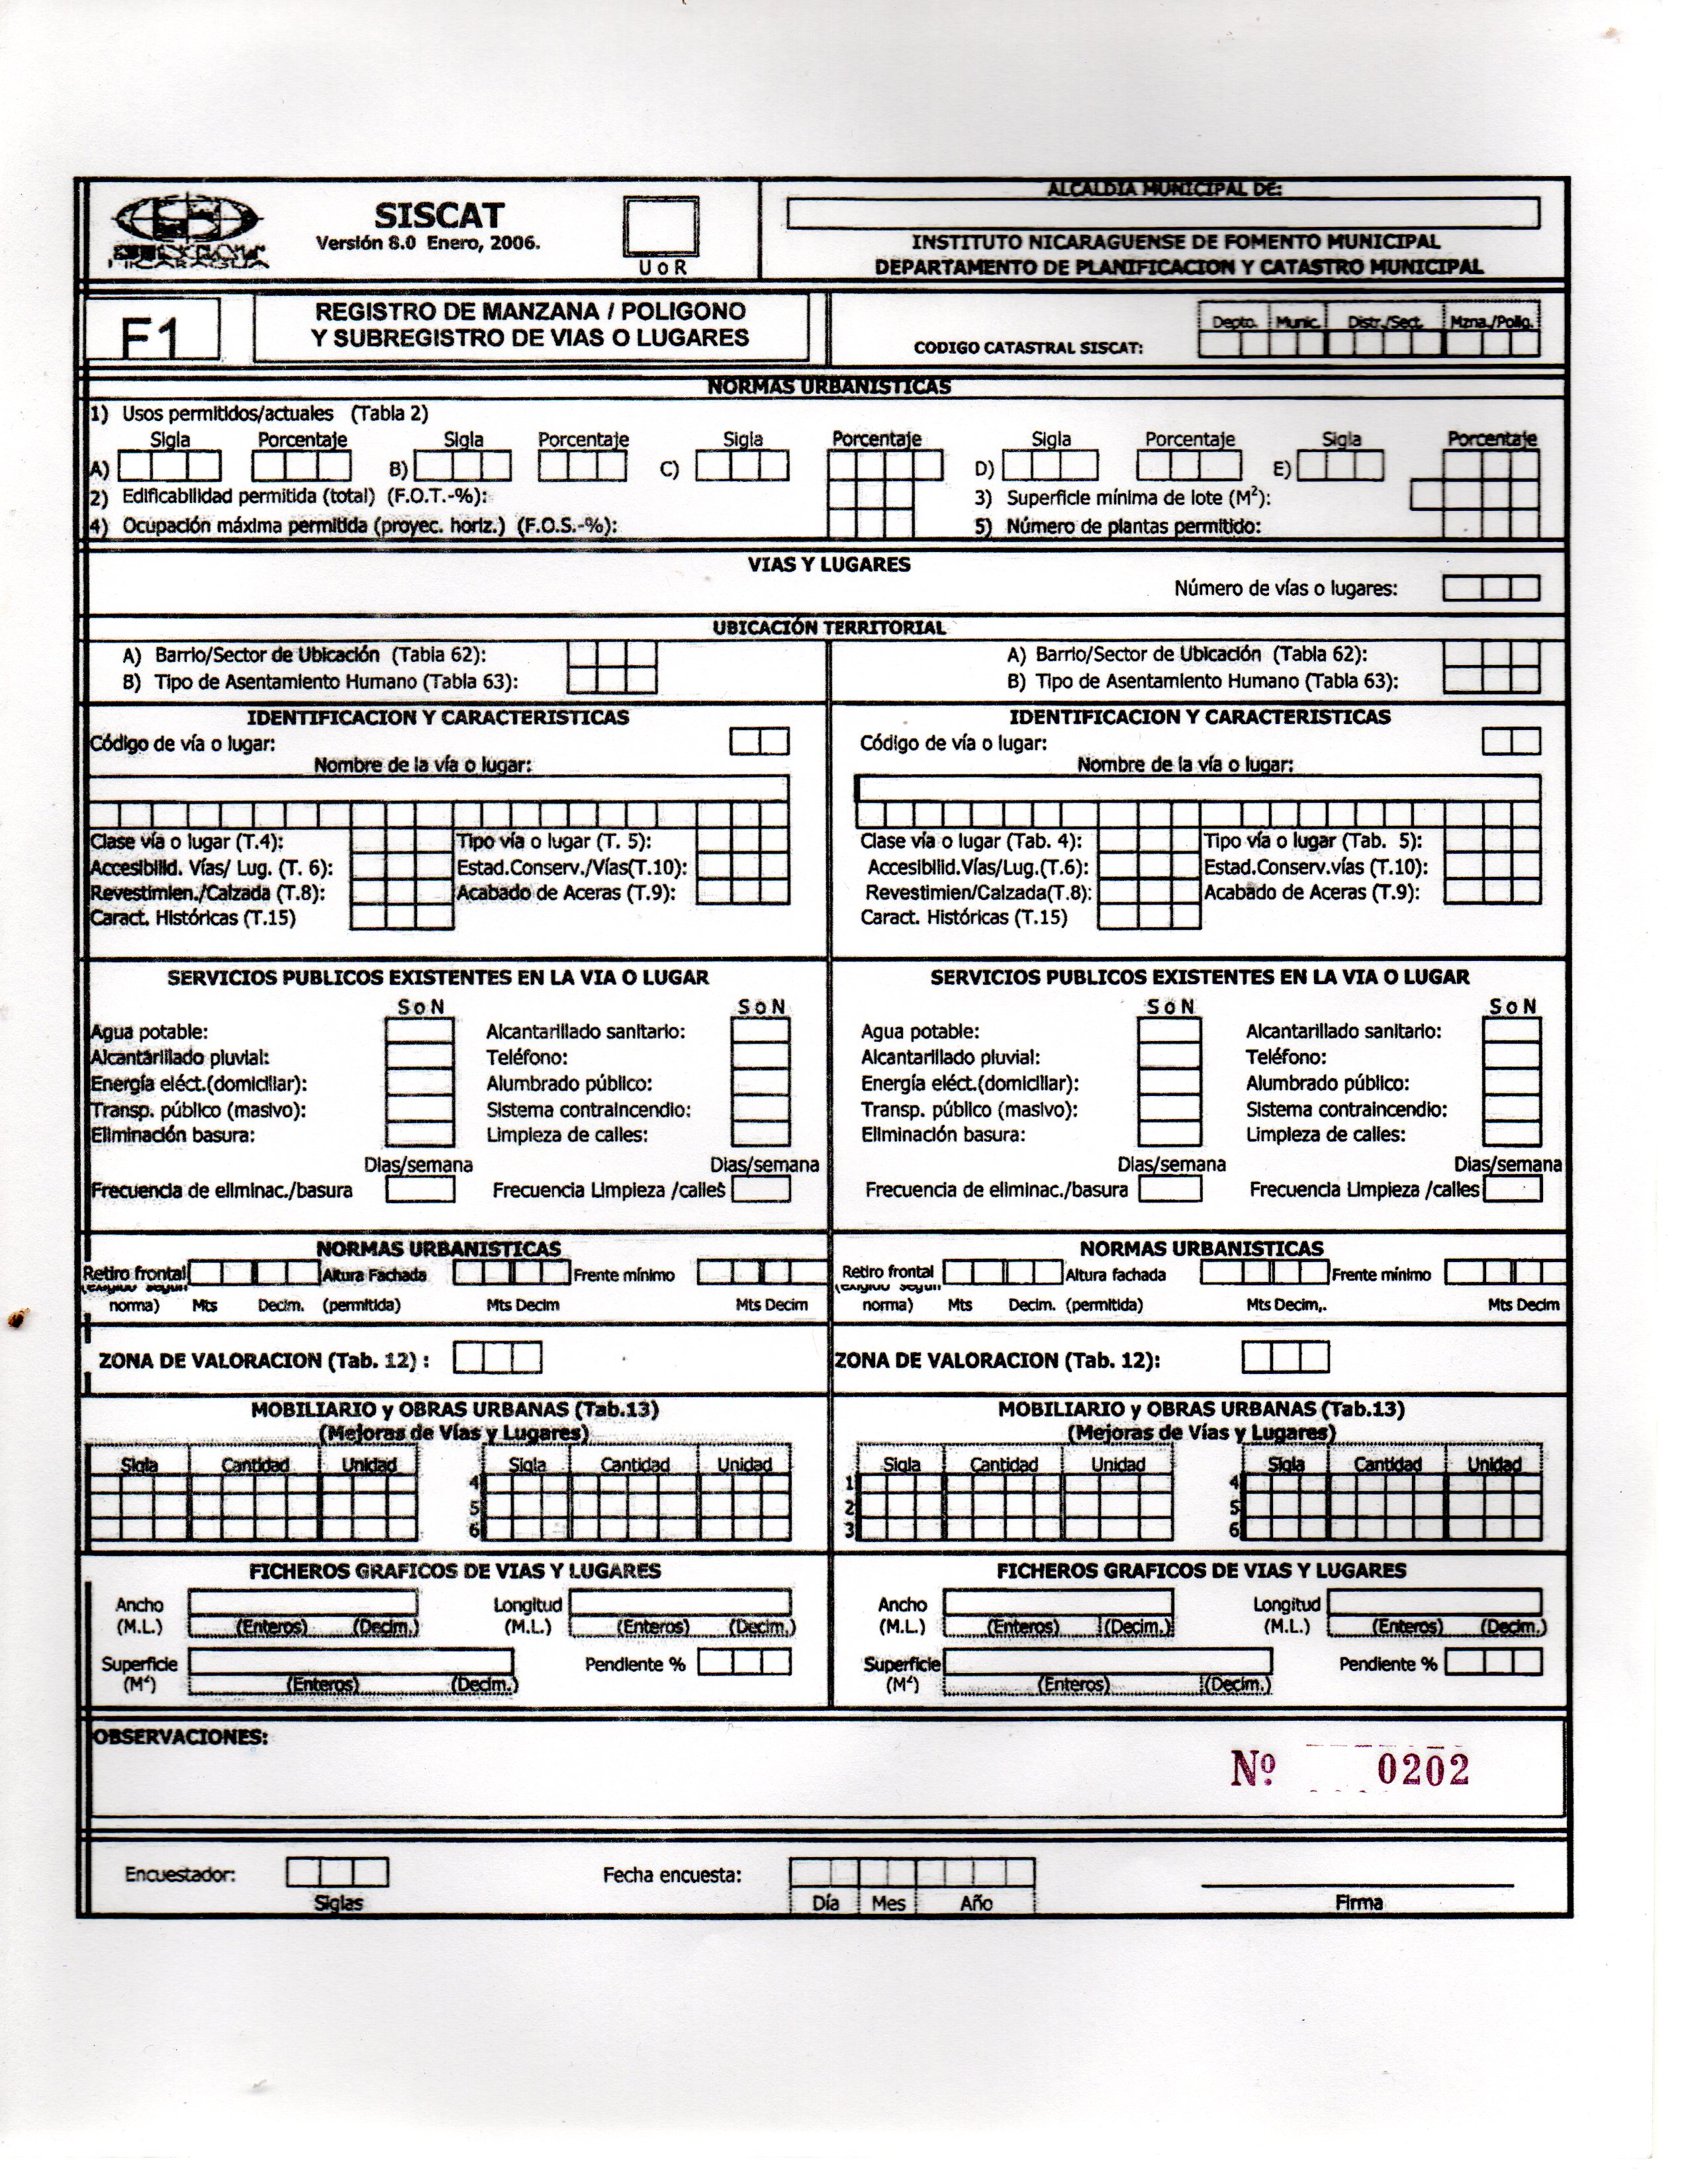 SISCAT
Versión 8.0 Enero, 2006.
NICARAGUA
U o R
ALCALDIA MUNICIPAL DE:
INSTITUTO NICARAGUENSE DE FOMENTO MUNICIPAL
DEPARTAMENTO DE PLANIFICACION Y CATASTRO MUNICIPAL
F1
REGISTRO DE MANZANA / POLIGONO
Y SUBREGISTRO DE VIAS O LUGARES
CODIGO CATASTRAL SISCAT:
Depto. Munic. Distr./Sect. Mzna./Polig.
NORMAS URBANISTICAS
1) Usos permitidos/actuales (Tabla 2)
Sigla Porcentaje Sigla Porcentaje Sigla Porcentaje Sigla Porcentaje Sigla Porcentaje
A) B) C) D) E)
2) Edificabilidad permitida (total) (F.O.T.-%): 3) Superficie mínima de lote (M²):
4) Ocupación máxima permitida (proyec. horiz.) (F.O.S.-%): 5) Número de plantas permitido:
VIAS Y LUGARES
Número de vías o lugares:
UBICACIÓN TERRITORIAL
A) Barrio/Sector de Ubicación (Tabla 62): A) Barrio/Sector de Ubicación (Tabla 62):
B) Tipo de Asentamiento Humano (Tabla 63): B) Tipo de Asentamiento Humano (Tabla 63):
IDENTIFICACION Y CARACTERISTICAS IDENTIFICACION Y CARACTERISTICAS
Código de vía o lugar: Código de vía o lugar:
Nombre de la vía o lugar: Nombre de la vía o lugar:
Clase vía o lugar (T.4): Tipo vía o lugar (T. 5): Clase vía o lugar (Tab. 4): Tipo vía o lugar (Tab. 5):
Accesibilid. Vías/ Lug. (T. 6): Estad.Conserv./Vías(T.10): Accesibilid.Vías/Lug.(T.6): Estad.Conserv.vías (T.10):
Revestimien./Calzada (T.8): Acabado de Aceras (T.9): Revestimien/Calzada(T.8): Acabado de Aceras (T.9):
Caract. Históricas (T.15) Caract. Históricas (T.15)
SERVICIOS PUBLICOS EXISTENTES EN LA VIA O LUGAR SERVICIOS PUBLICOS EXISTENTES EN LA VIA O LUGAR
S o N S o N S o N S o N
Agua potable: Alcantarillado sanitario: Agua potable: Alcantarillado sanitario:
Alcantarillado pluvial: Teléfono: Alcantarillado pluvial: Teléfono:
Energía eléct.(domiciliar): Alumbrado público: Energía eléct.(domiciliar): Alumbrado público:
Transp. público (masivo): Sistema contraincendio: Transp. público (masivo): Sistema contraincendio:
Eliminación basura: Limpieza de calles: Eliminación basura: Limpieza de calles:
Dias/semana Dias/semana Dias/semana Dias/semana
Frecuencia de eliminac./basura Frecuencia Limpieza /calles Frecuencia de eliminac./basura Frecuencia Limpieza /calles
NORMAS URBANISTICAS NORMAS URBANISTICAS
Retiro frontal Altura Fachada Frente mínimo Retiro frontal Altura fachada Frente mínimo
(exigido según (exigido según
norma) Mts Decim. (permitida) Mts Decim Mts Decim norma) Mts Decim. (permitida) Mts Decim,. Mts Decim
ZONA DE VALORACION (Tab. 12) : ZONA DE VALORACION (Tab. 12):
MOBILIARIO y OBRAS URBANAS (Tab.13) MOBILIARIO y OBRAS URBANAS (Tab.13)
(Mejoras de Vías y Lugares) (Mejoras de Vías y Lugares)
Sigla Cantidad Unidad Sigla Cantidad Unidad Sigla Cantidad Unidad Sigla Cantidad Unidad
4 1 4
5 2 5
6 3 6
FICHEROS GRAFICOS DE VIAS Y LUGARES FICHEROS GRAFICOS DE VIAS Y LUGARES
Ancho Longitud Ancho Longitud
(M.L.) (Enteros) (Decim.) (M.L.) (Enteros) (Decim.) (M.L.) (Enteros) (Decim.) (M.L.) (Enteros) (Decim.)
Superficie Pendiente % Superficie Pendiente %
(M²) (Enteros) (Decim.) (M²) (Enteros) (Decim.)
OBSERVACIONES:
Nº 0202
Encuestador: Fecha encuesta:
Siglas Día Mes Año Firma